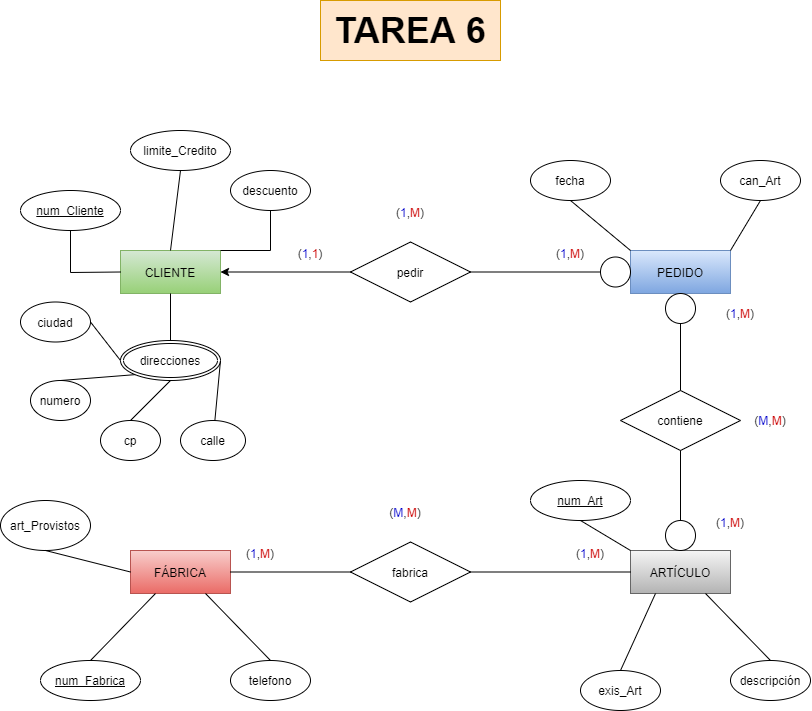 TAREA 6
limite_Credito
descuento
num_Cliente
fecha
can_Art
(1,M)
(1,1)
(1,M)
CLIENTE
pedir
PEDIDO
(1,M)
ciudad
direcciones
numero
cp
calle
contiene
(M,M)
num_Art
(M,M)
art_Provistos
(1,M)
(1,M)
(1,M)
FÁBRICA
fabrica
ARTÍCULO
num_Fabrica
telefono
exis_Art
descripción